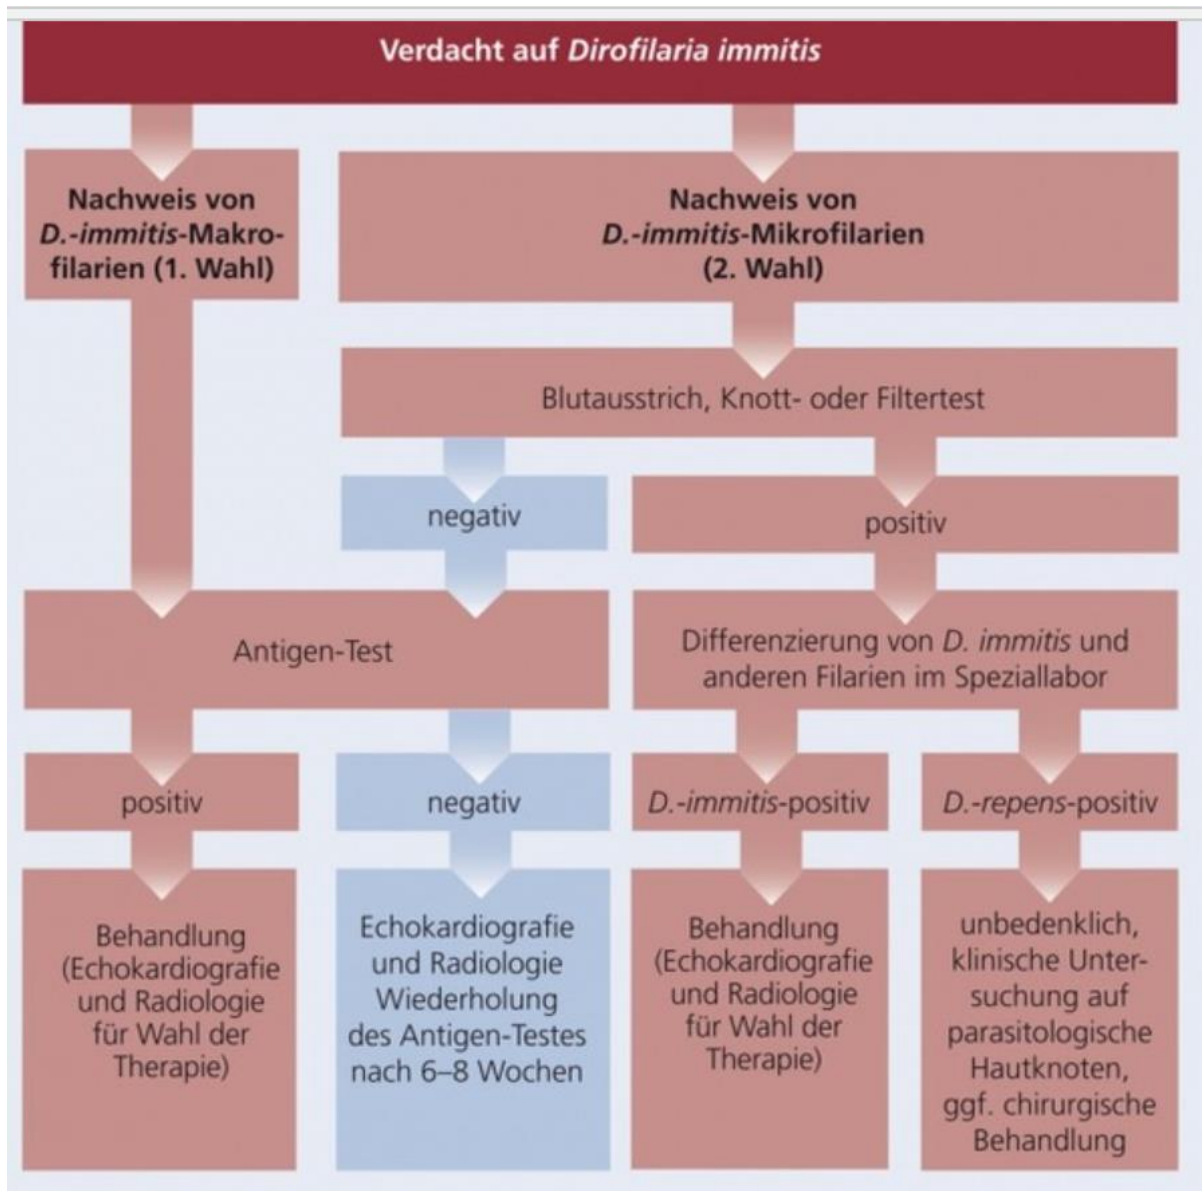 Verdacht auf Dirofilaria immitis
Nachweis von
D.-immitis-Makro-
filarien (1. Wahl)
Nachweis von
D.-immitis-Mikrofilarien
(2. Wahl)
Blutausstrich, Knott- oder Filtertest
negativ
positiv
Antigen-Test
Differenzierung von D. immitis und
anderen Filarien im Speziallabor
positiv
negativ
D.-immitis-positiv
D.-repens-positiv
Behandlung
(Echokardiografie
und Radiologie
für Wahl der
Therapie)
Echokardiografie
und Radiologie
Wiederholung
des Antigen-Testes
nach 6–8 Wochen
Behandlung
(Echokardiografie
und Radiologie
für Wahl der
Therapie)
unbedenklich,
klinische Unter-
suchung auf
parasitologische
Hautknoten,
ggf. chirurgische
Behandlung